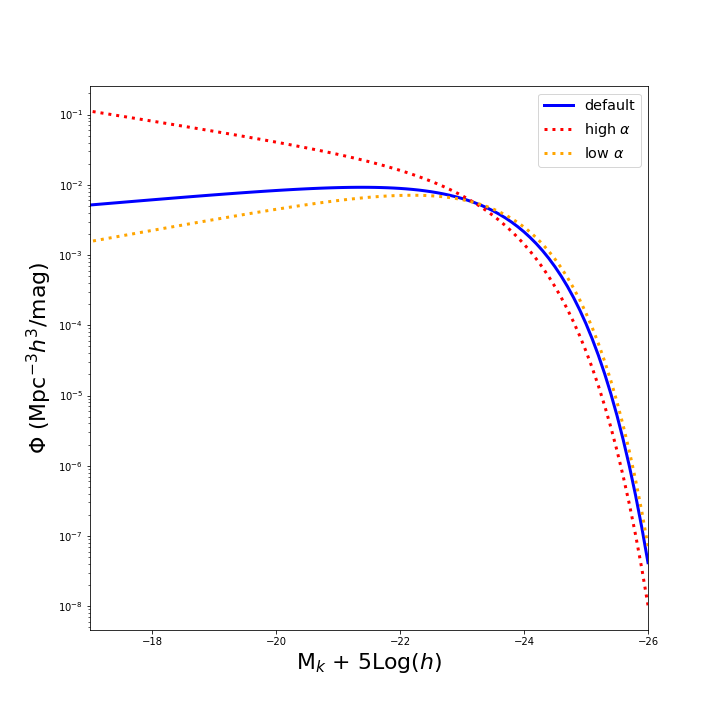 default
high α
low α
10⁻¹
10⁻²
10⁻³
10⁻⁴
10⁻⁵
10⁻⁶
10⁻⁷
10⁻⁸
Φ (Mpc⁻³h³/mag)
−18
−20
−22
−24
−26
Mₖ + 5Log(h)